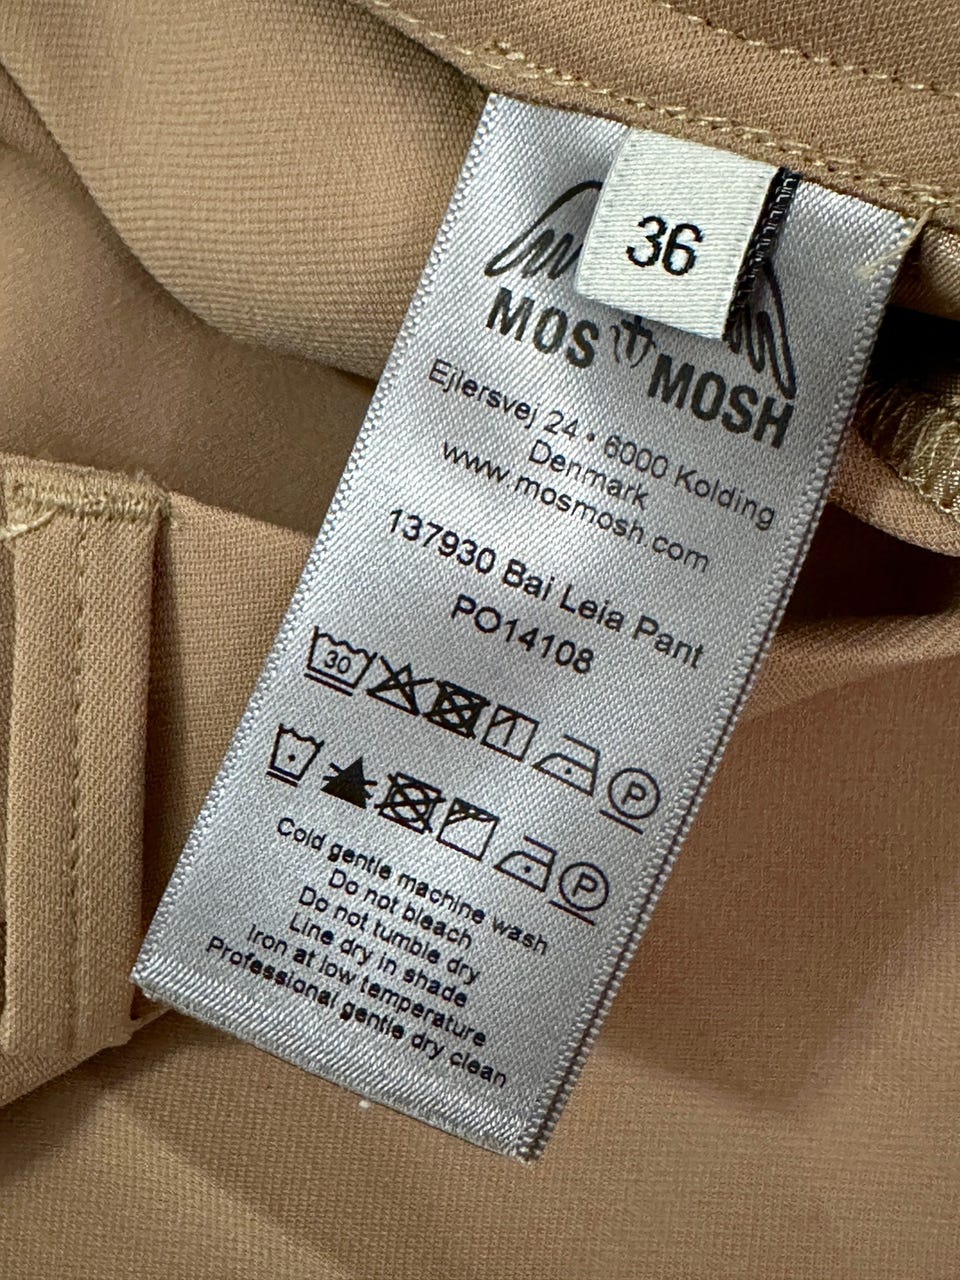 36
MOS MOSH
Ejlersvej 24 • 6000 Kolding
Denmark
www.mosmosh.com
137930 Bai Leia Pant
PO14108
30
P
P
Cold gentle machine wash
Do not bleach
Do not tumble dry
Line dry in shade
Iron at low temperature
Professional gentle dry clean